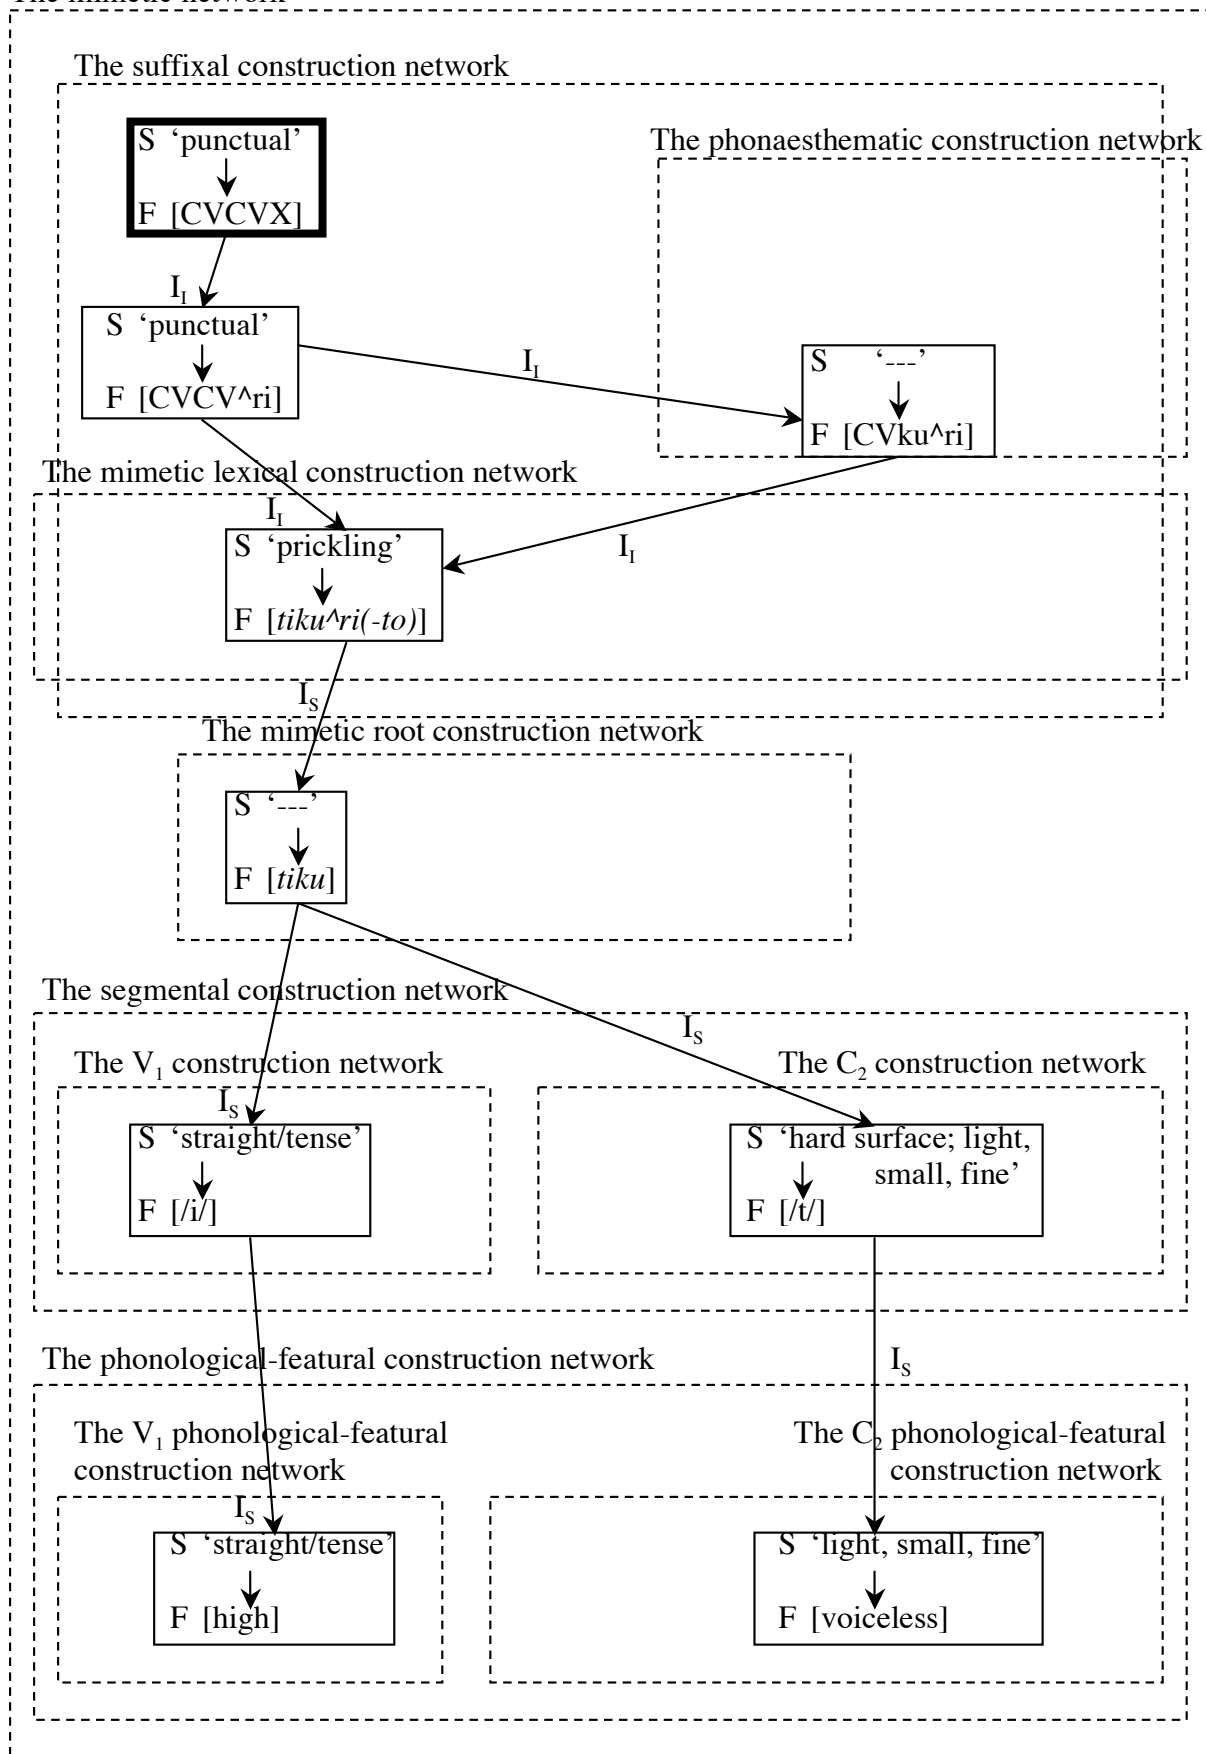 The mimetic network
The suffixal construction network
S ‘punctual’
F [CVCVX]
The phonaesthematic construction network
I_I
S ‘punctual’
F [CVCV^ri]
I_I
S ‘---’
F [CVku^ri]
The mimetic lexical construction network
I_I
S ‘prickling’
F [tiku^ri(-to)]
I_I
I_S
The mimetic root construction network
S ‘---’
F [tiku]
The segmental construction network
I_S
The V₁ construction network
The C₂ construction network
I_S
S ‘straight/tense’
F [/i/]
S ‘hard surface; light,
small, fine’
F [/t/]
The phonological-featural construction network
I_S
The V₁ phonological-featural
construction network
The C₂ phonological-featural
construction network
I_S
S ‘straight/tense’
F [high]
S ‘light, small, fine’
F [voiceless]